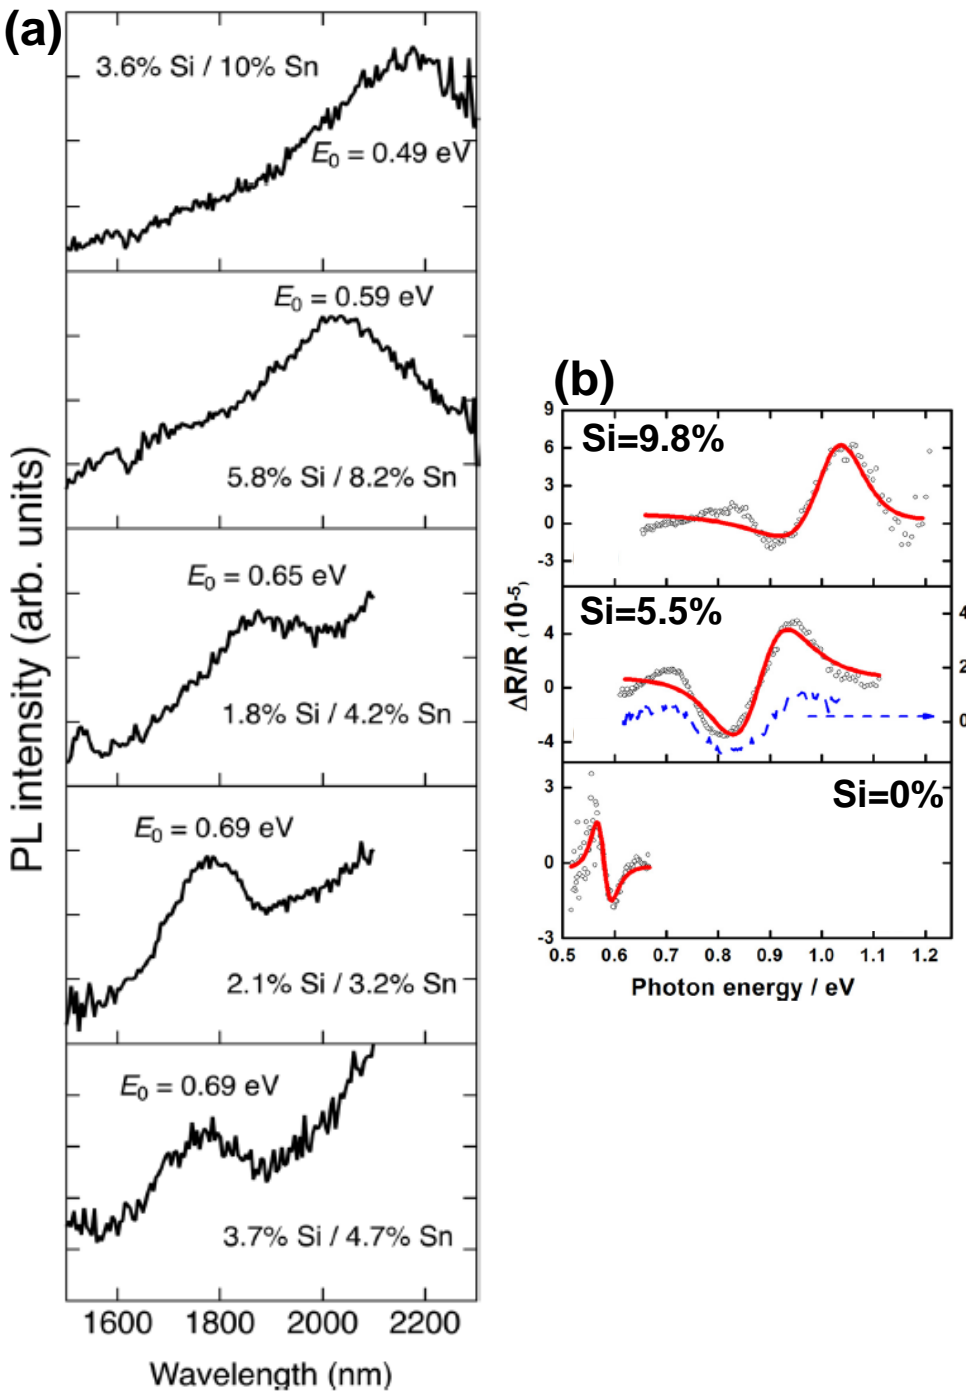 (a)
3.6% Si / 10% Sn
E0 = 0.49 eV
E0 = 0.59 eV
5.8% Si / 8.2% Sn
E0 = 0.65 eV
1.8% Si / 4.2% Sn
E0 = 0.69 eV
2.1% Si / 3.2% Sn
E0 = 0.69 eV
3.7% Si / 4.7% Sn
PL intensity (arb. units)
1600 1800 2000 2200
Wavelength (nm)
(b)
Si=9.8%
9
6
3
0
-3
Si=5.5%
4
0
-4
4
2
0
Si=0%
3
0
-3
ΔR/R (10-5)
0.5 0.6 0.7 0.8 0.9 1.0 1.1 1.2
Photon energy / eV